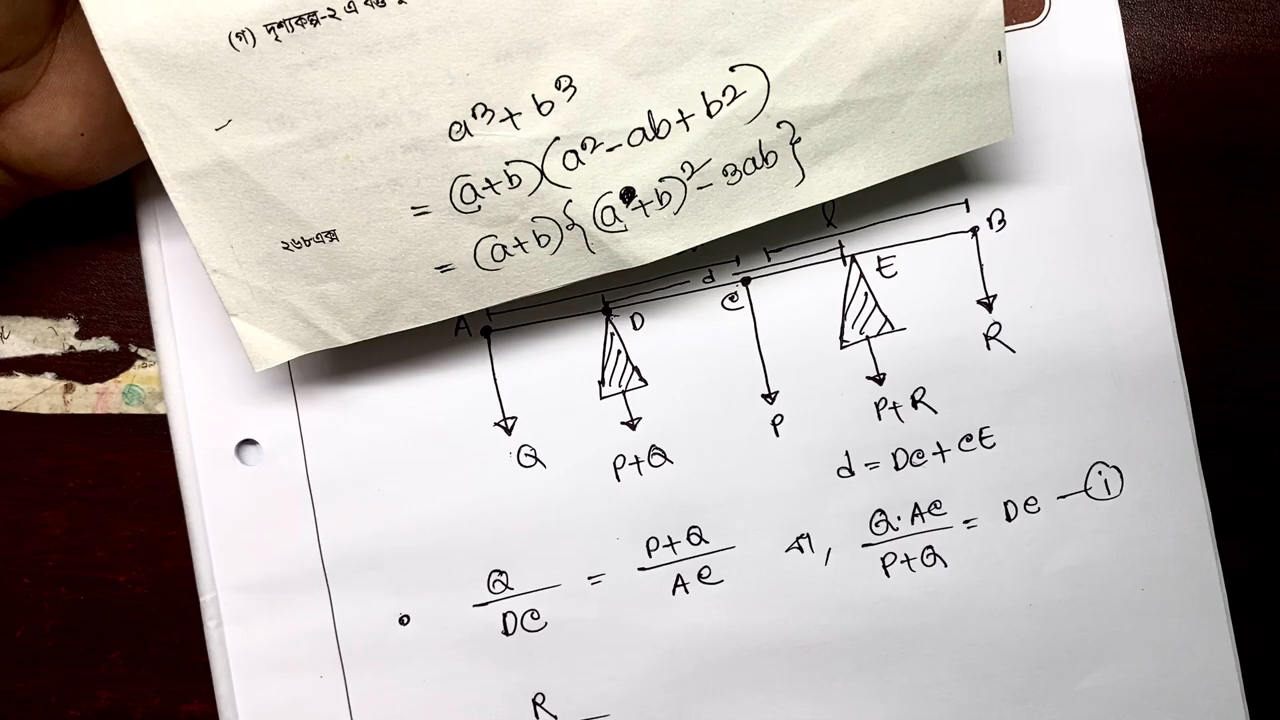 (গ) দৃশ্যকল্প-২ এ
a³ + b³
= (a+b)(a² - ab + b2)
= (a+b){(a+b)² - 3ab}
২৬৮এক্স
l
B
d
E
C
A
D
R
Q
P+Q
P
P+R
d = DC + CE
Q/DC = (P+Q)/AC বা, Q·AC/(P+Q) = DC — (i)
R